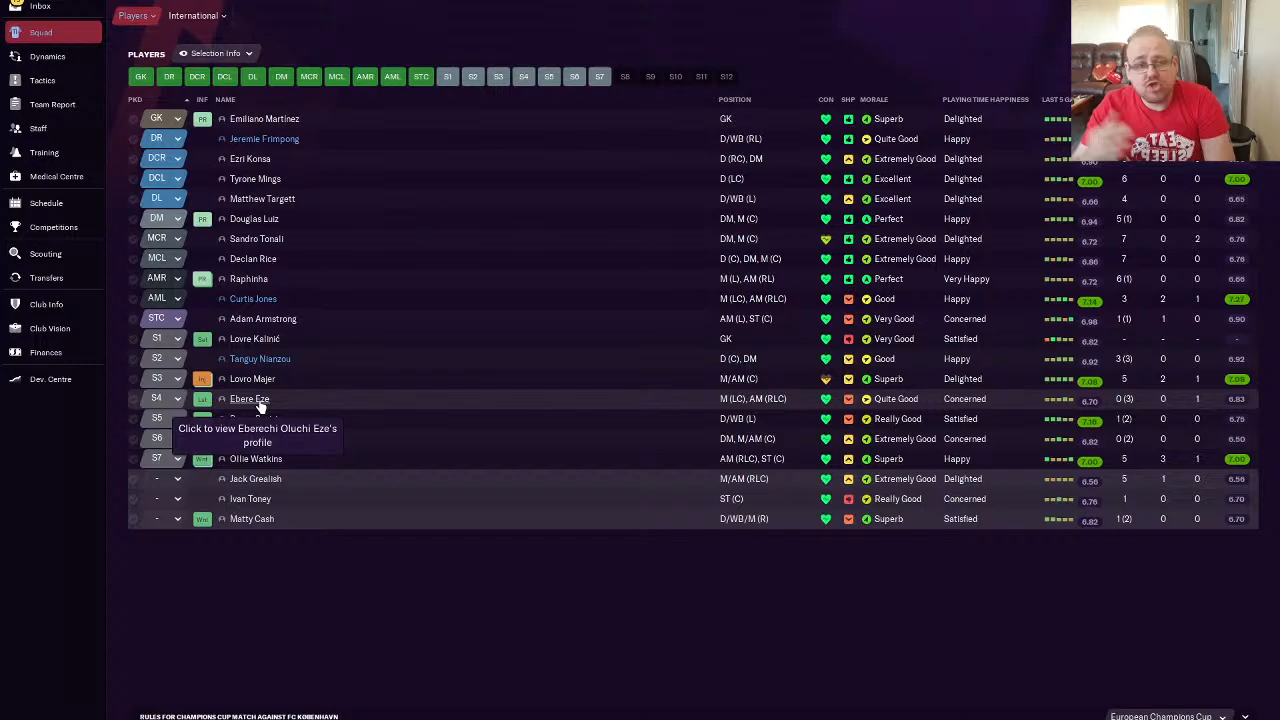 Inbox
Players International
Squad
Dynamics
Tactics
Team Report
Staff
Training
Medical Centre
Schedule
Competitions
Scouting
Transfers
Club Info
Club Vision
Finances
Dev. Centre
PLAYERS Selection Info
GK DR DCR DCL DL DM MCR MCL AMR AML STC S1 S2 S3 S4 S5 S6 S7 S8 S9 S10 S11 S12
PKD INF NAME POSITION CON SHP MORALE PLAYING TIME HAPPINESS LAST 5
GK PR Emiliano Martínez GK Superb Delighted
DR Jeremie Frimpong D/WB (RL) Quite Good Happy
DCR Ezri Konsa D (RC), DM Extremely Good Delighted
DCL Tyrone Mings D (LC) Excellent Delighted 7.00 6 0 0 7.00
DL Matthew Targett D/WB (L) Excellent Delighted 6.66 4 0 0 6.65
DM PR Douglas Luiz DM, M (C) Perfect Happy 6.94 5 (1) 0 0 6.82
MCR Sandro Tonali DM, M (C) Extremely Good Delighted 6.72 7 0 2 6.76
MCL Declan Rice D (C), DM, M (C) Extremely Good Happy 6.86 7 0 0 6.76
AMR PR Raphinha M (L), AM (RL) Perfect Very Happy 6.72 6 (1) 0 0 6.66
AML Curtis Jones M (LC), AM (RLC) Good Happy 7.14 3 2 1 7.27
STC Adam Armstrong AM (L), ST (C) Very Good Concerned 6.98 1 (1) 1 0 6.90
S1 Lovre Kalinić GK Very Good Satisfied 6.82 - - - -
S2 Tanguy Nianzou D (C), DM Good Happy 6.92 3 (3) 0 0 6.92
S3 Inj Lovro Majer M/AM (C) Superb Delighted 7.08 5 2 1 7.08
S4 Lst Ebere Eze M (LC), AM (RLC) Quite Good Concerned 6.70 0 (3) 0 1 6.83
S5 D/WB (L) Really Good Satisfied 7.16 1 (2) 0 0 6.75
Click to view Eberechi Oluchi Eze's
profile
S6 DM, M/AM (C) Extremely Good Concerned 6.82 0 (2) 0 0 6.50
S7 Wnt Ollie Watkins AM (RLC), ST (C) Superb Happy 7.00 5 3 1 7.00
- Jack Grealish M/AM (RLC) Extremely Good Delighted 6.56 5 1 0 6.56
- Ivan Toney ST (C) Really Good Concerned 6.76 1 0 0 6.70
- Wnt Matty Cash D/WB/M (R) Superb Satisfied 6.82 1 (2) 0 0 6.70
RULES FOR CHAMPIONS CUP MATCH AGAINST FC KØBENHAVN European Champions Cup
EAT
SLEEP